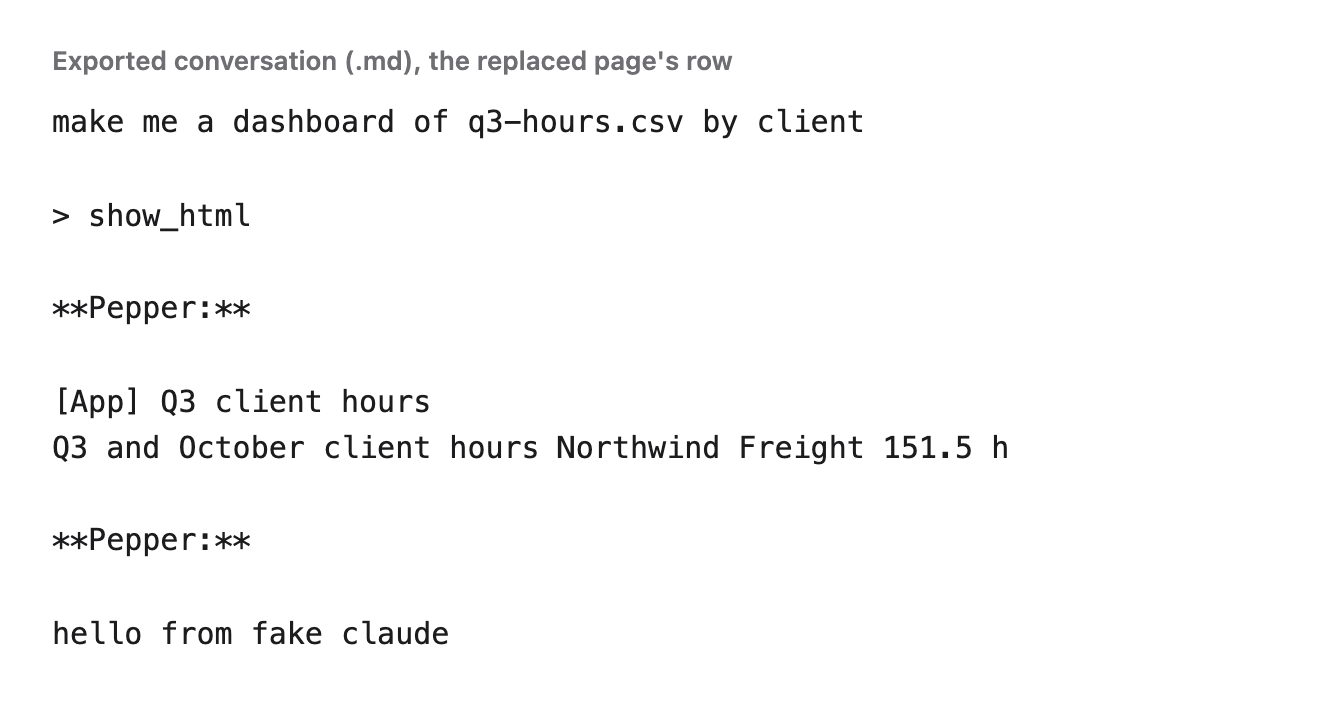 Exported conversation (.md), the replaced page's row
make me a dashboard of q3-hours.csv by client
> show_html
**Pepper:**
[App] Q3 client hours
Q3 and October client hours Northwind Freight 151.5 h
**Pepper:**
hello from fake claude